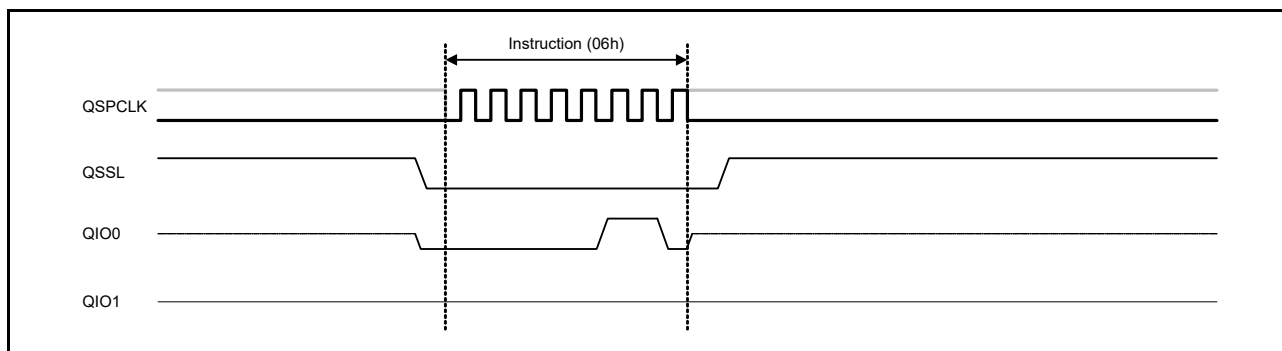 Instruction (06h)
QSPCLK
QSSL
QIO0
QIO1